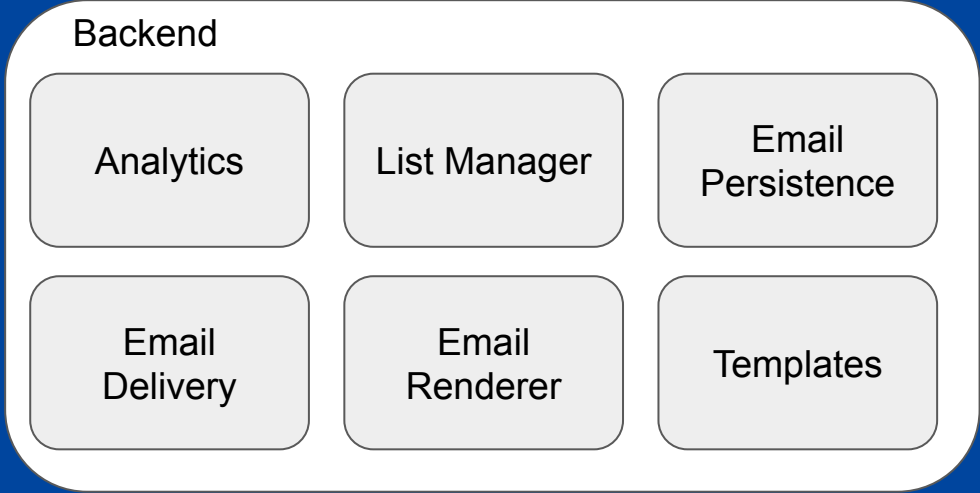 Backend
Analytics
List Manager
Email
Persistence
Email
Delivery
Email
Renderer
Templates